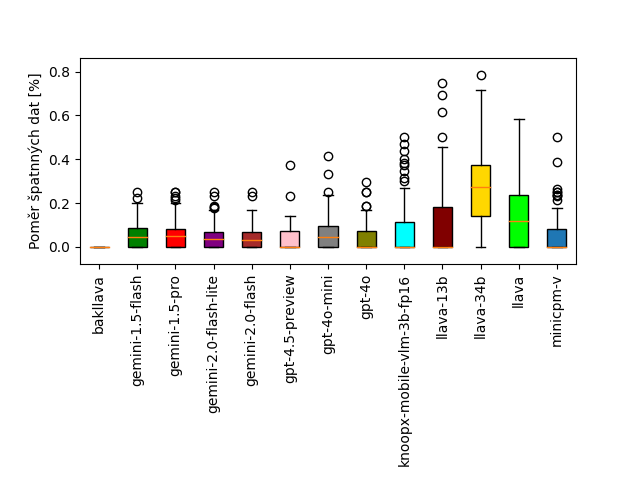 Poměr špatnných dat [%]
0.8
0.6
0.4
0.2
0.0
bakllava
gemini-1.5-flash
gemini-1.5-pro
gemini-2.0-flash-lite
gemini-2.0-flash
gpt-4.5-preview
gpt-4o-mini
gpt-4o
knoopx-mobile-vlm-3b-fp16
llava-13b
llava-34b
llava
minicpm-v